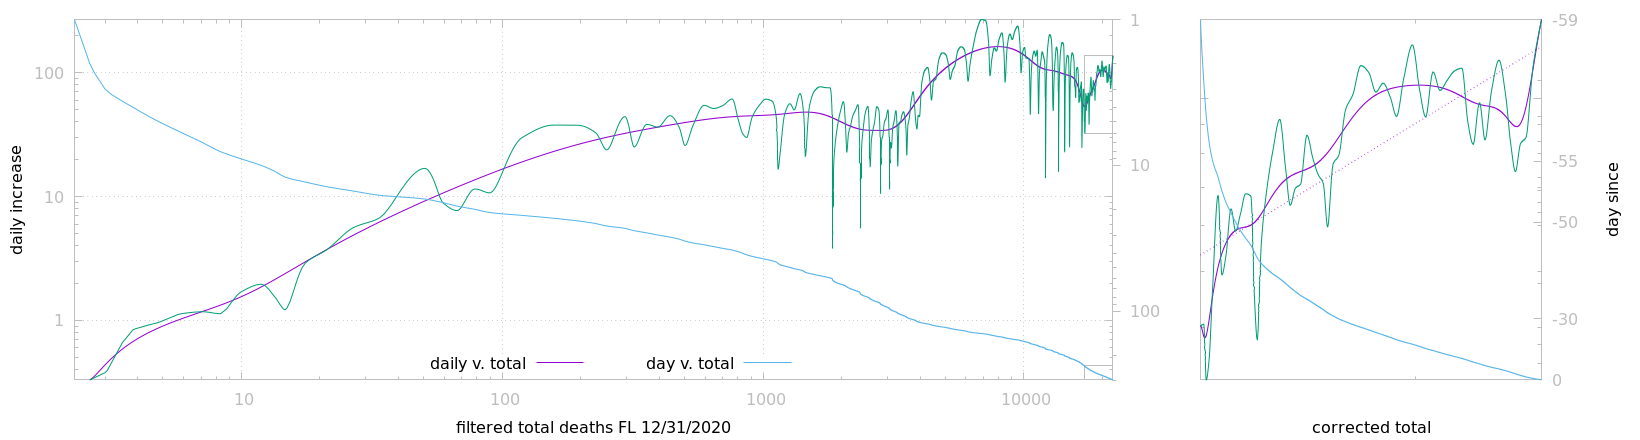 daily increase
100
10
1
10
100
1000
10000
1
10
100
daily v. total
day v. total
filtered total deaths FL 12/31/2020
-59
-55
-50
-30
0
day since
corrected total